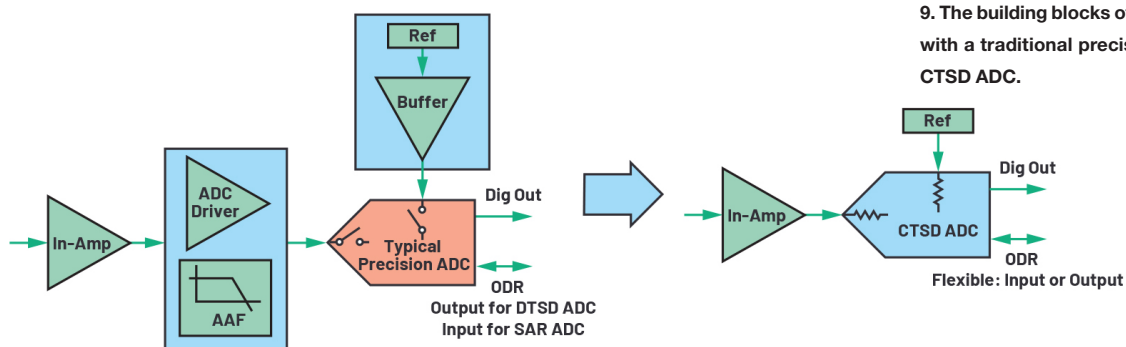 9. The building blocks o
with a traditional precis
CTSD ADC.
Ref
Buffer
ADC
Driver
In-Amp
AAF
Typical
Precision ADC
Dig Out
ODR
Output for DTSD ADC
Input for SAR ADC
Ref
In-Amp
CTSD ADC
Dig Out
ODR
Flexible: Input or Output